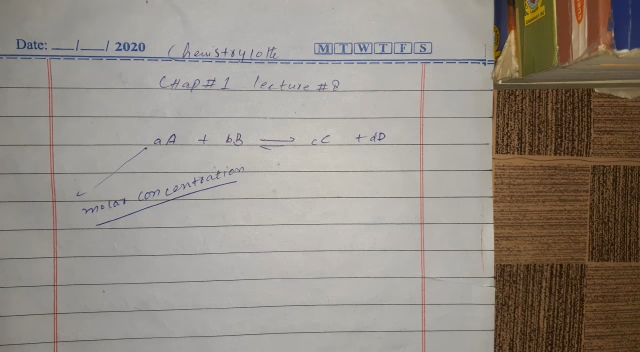 Date: __/__/ 2020 Chemistry 10th M T W T F S
CHap#1 lecture #8
aA + bB ⇌ cC + dD
molar concentration